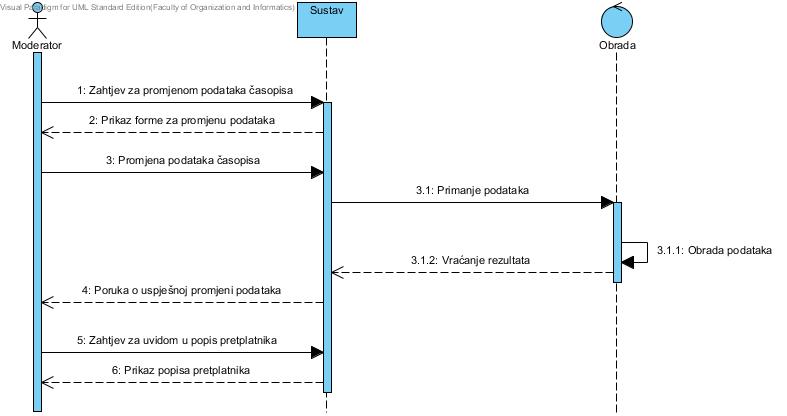 Visual Paradigm for UML Standard Edition(Faculty of Organization and Informatics)
Sustav
Moderator
Obrada
1: Zahtjev za promjenom podataka časopisa
2: Prikaz forme za promjenu podataka
3: Promjena podataka časopisa
3.1: Primanje podataka
3.1.1: Obrada podataka
3.1.2: Vraćanje rezultata
4: Poruka o uspješnoj promjeni podataka
5: Zahtjev za uvidom u popis pretplatnika
6: Prikaz popisa pretplatnika